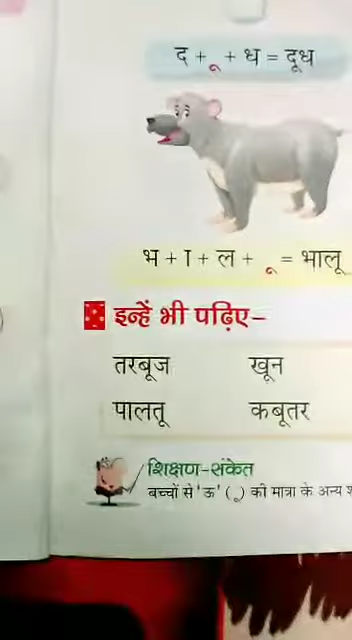 द + ू + ध = दूध
भ + ा + ल + ू = भालू
इन्हें भी पढ़िए–
तरबूज खून
पालतू कबूतर
शिक्षण-संकेत
बच्चों से 'ऊ' ( ू ) की मात्रा के अन्य